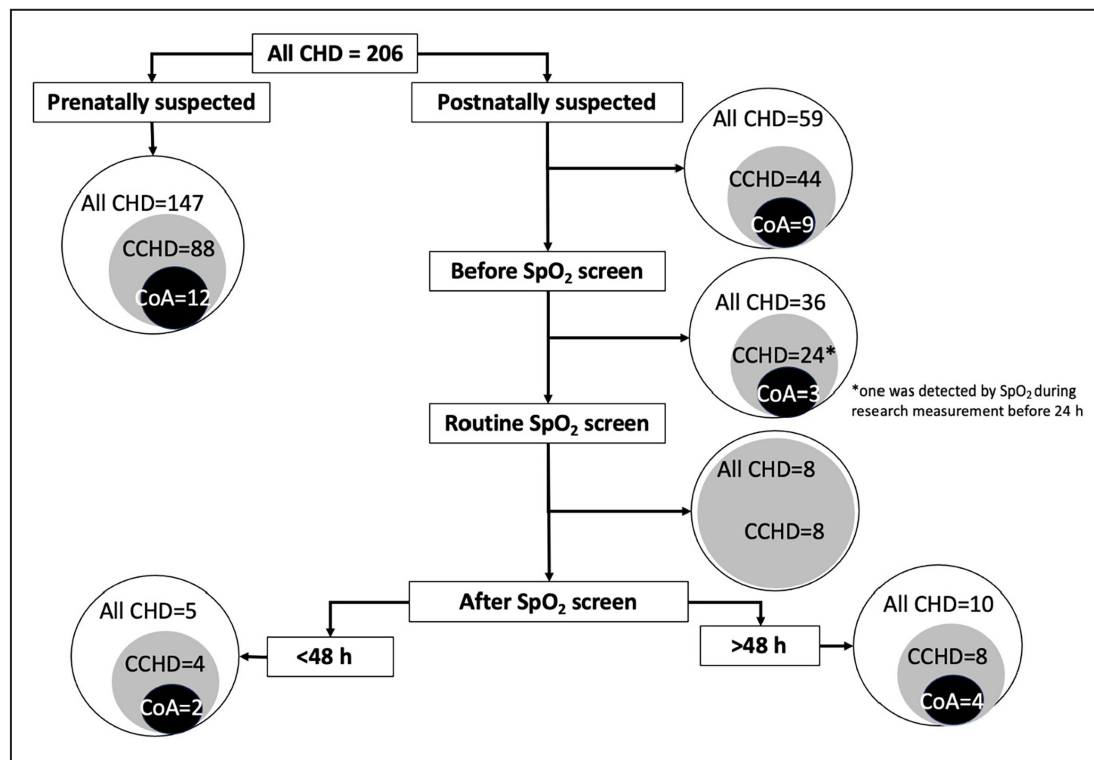 All CHD = 206
Prenatally suspected
Postnatally suspected
All CHD=59
CCHD=44
CoA=9
All CHD=147
CCHD=88
CoA=12
Before SpO₂ screen
All CHD=36
CCHD=24*
CoA=3
*one was detected by SpO₂ during
research measurement before 24 h
Routine SpO₂ screen
All CHD=8
CCHD=8
After SpO₂ screen
<48 h
>48 h
All CHD=5
CCHD=4
CoA=2
All CHD=10
CCHD=8
CoA=4